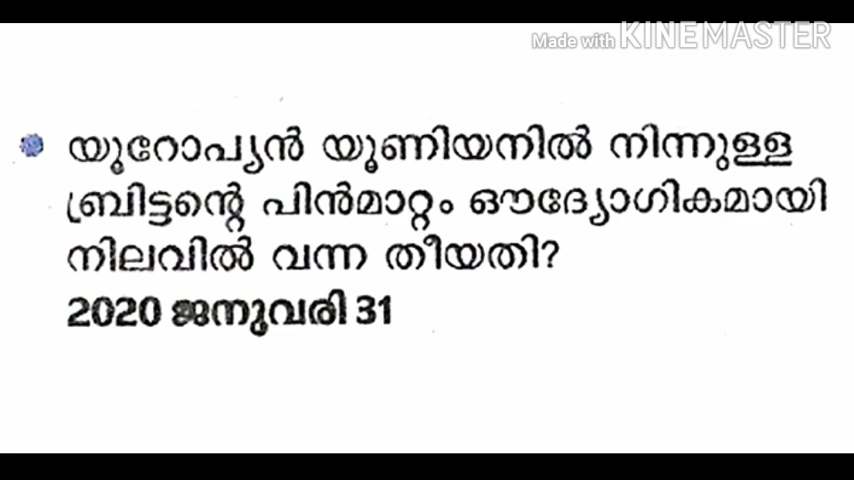 Made with KINEMASTER
യൂറോപ്യൻ യൂണിയനിൽ നിന്നുള്ള
ബ്രിട്ടന്റെ പിൻമാറ്റം ഔദ്യോഗികമായി
നിലവിൽ വന്ന തീയതി?
2020 ജനുവരി 31